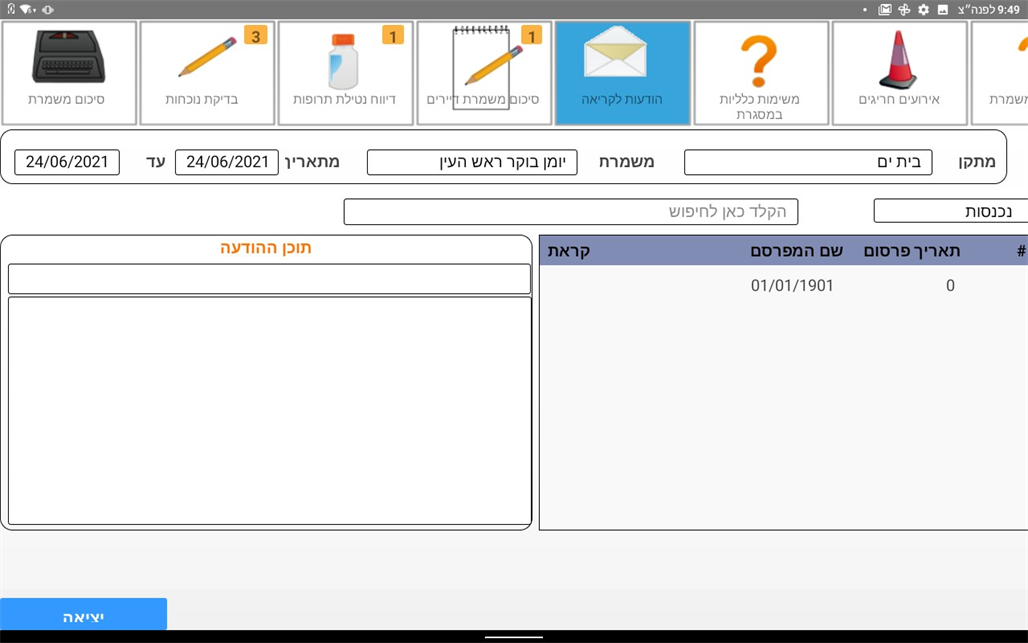 9:49 לפנה״צ
משמרת
אירועים חריגים
משימות כלליות
במסגרת
הודעות לקריאה
1
סיכום משמרת דיירים
1
דיווח נטילת תרופות
3
בדיקת נוכחות
סיכום משמרת
מתקן בית ים משמרת יומן בוקר ראש העין מתאריך 24/06/2021 עד 24/06/2021
נכנסות הקלד כאן לחיפוש
# תאריך פרסום שם המפרסם קראת
0 01/01/1901
תוכן ההודעה
יציאה